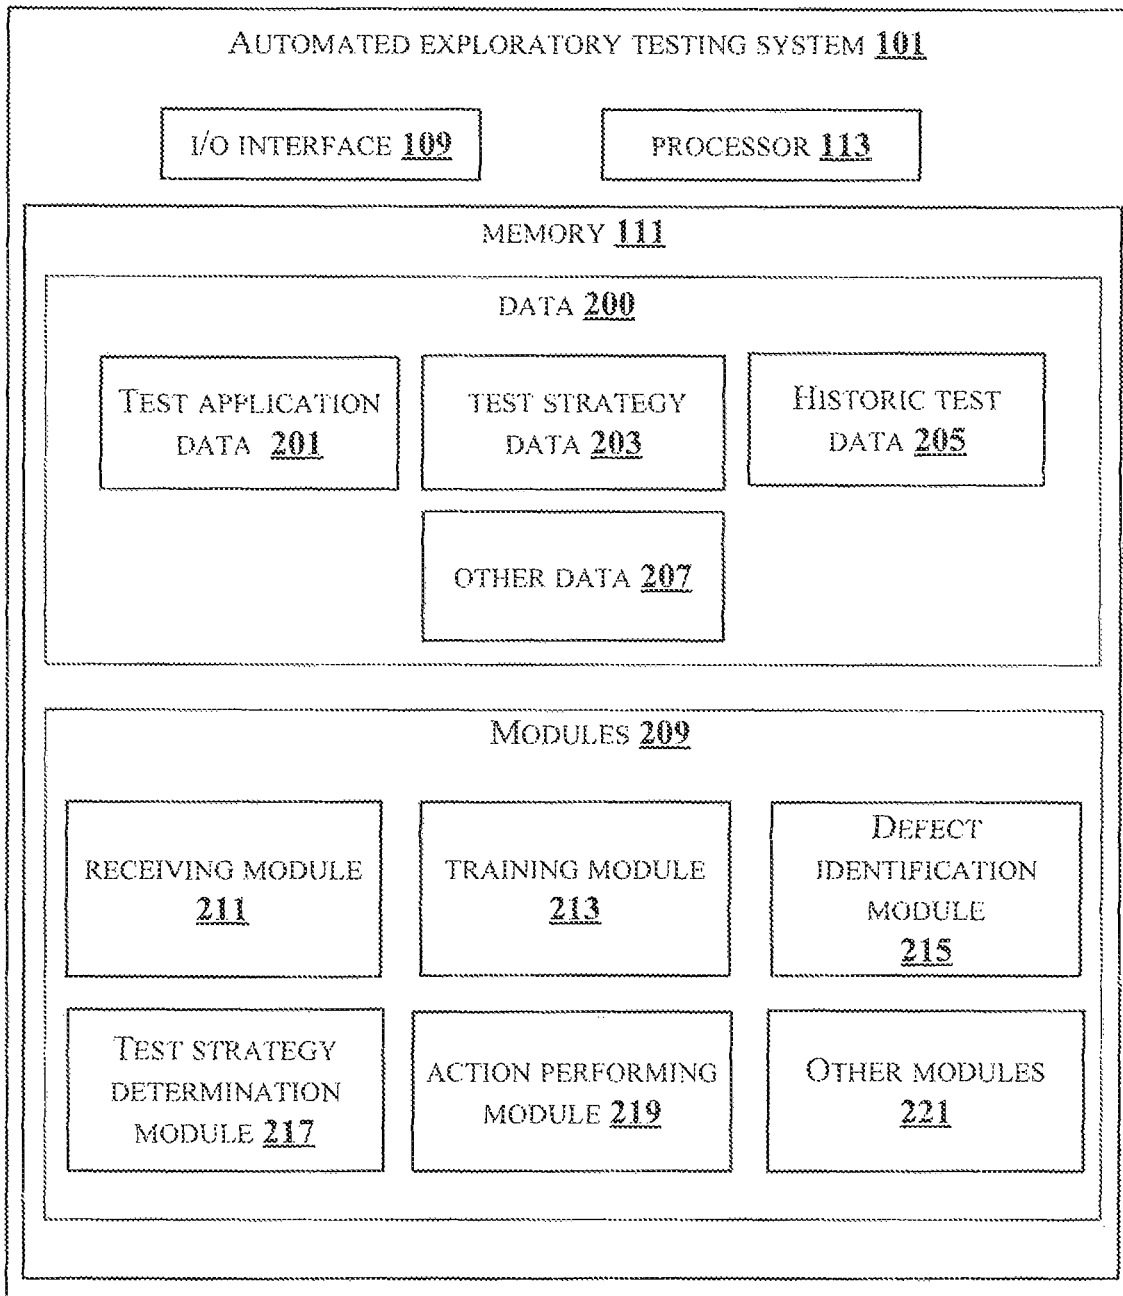 AUTOMATED EXPLORATORY TESTING SYSTEM 101
I/O INTERFACE 109
PROCESSOR 113
MEMORY 111
DATA 200
TEST APPLICATION
DATA 201
TEST STRATEGY
DATA 203
HISTORIC TEST
DATA 205
OTHER DATA 207
MODULES 209
RECEIVING MODULE
211
TRAINING MODULE
213
DEFECT
IDENTIFICATION
MODULE
215
TEST STRATEGY
DETERMINATION
MODULE 217
ACTION PERFORMING
MODULE 219
OTHER MODULES
221